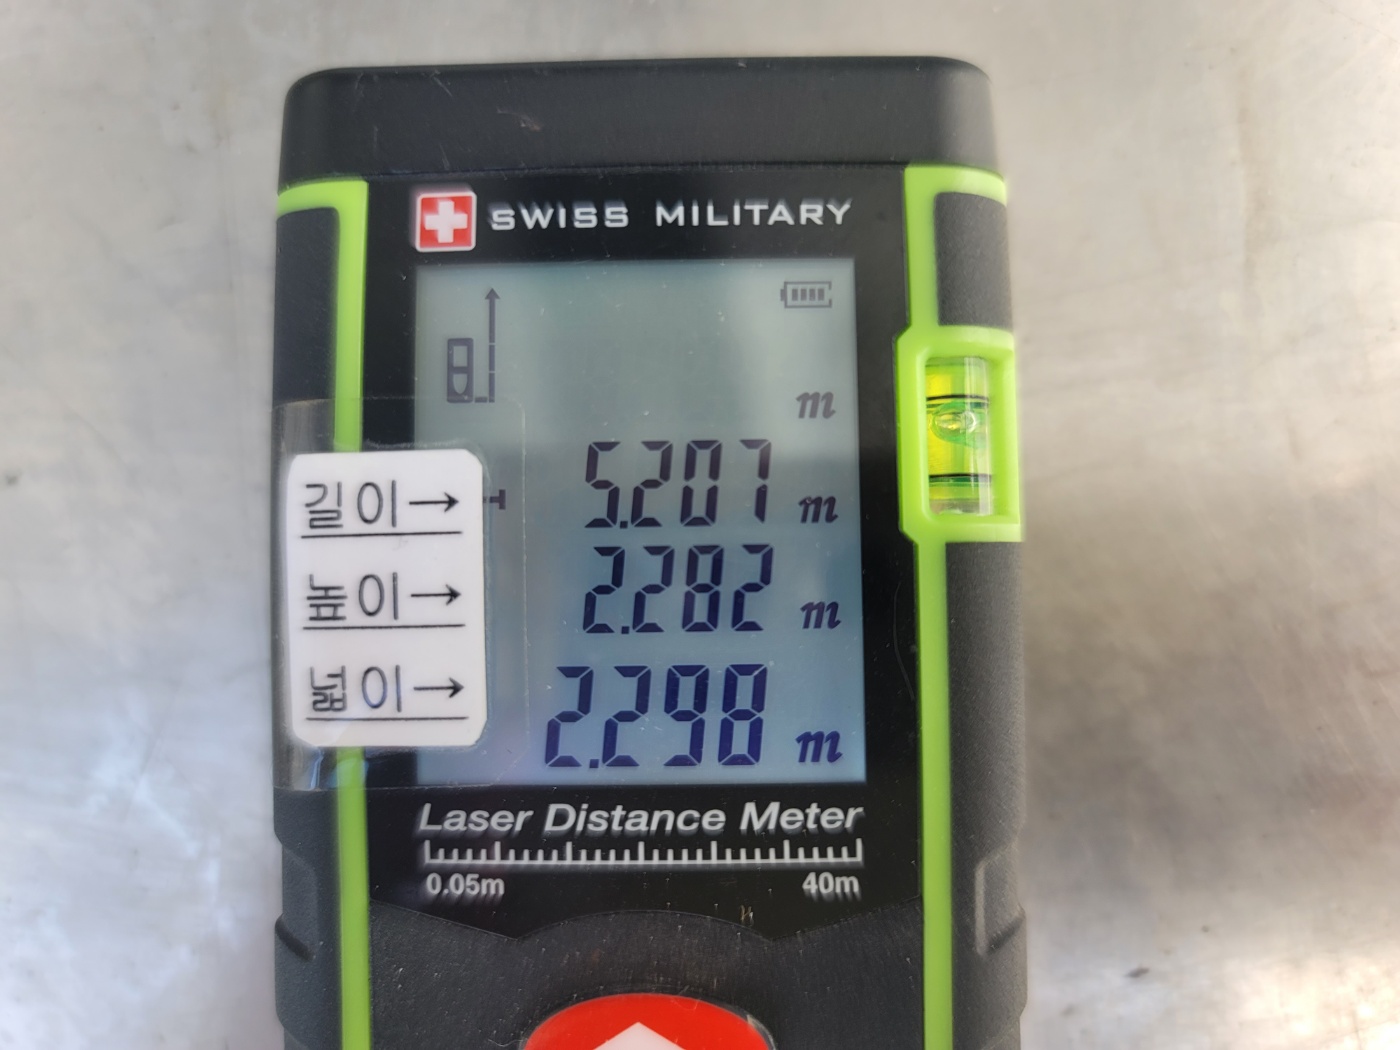 SWISS MILITARY
m
길이→ 5.207 m
높이→ 2.282 m
넓이→ 2.298 m
Laser Distance Meter
0.05m 40m